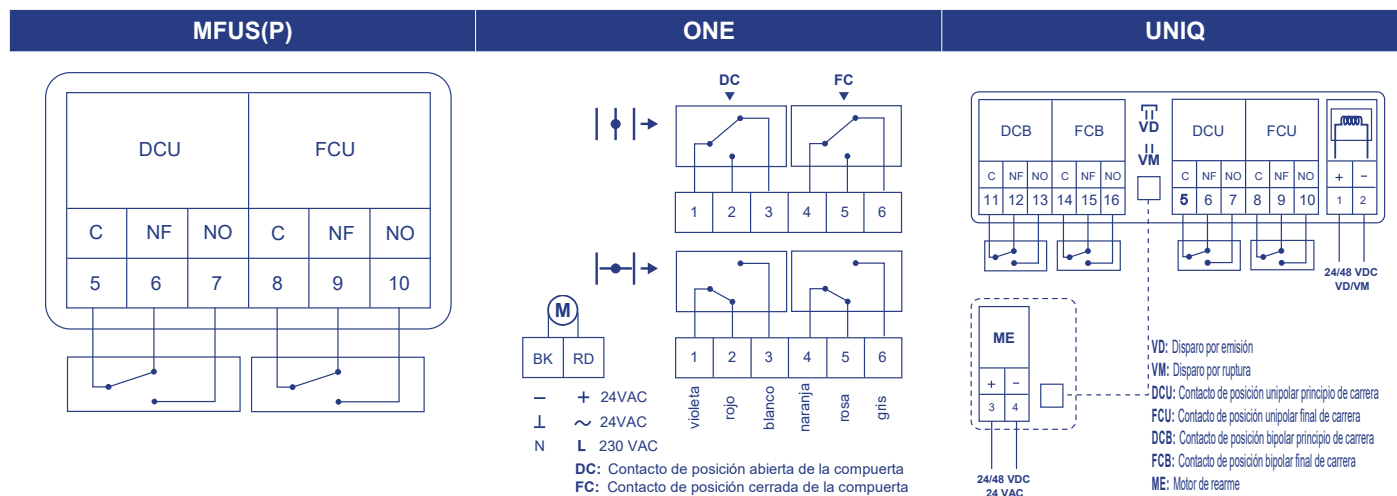 MFUS(P)
DCU FCU
C NF NO C NF NO
5 6 7 8 9 10
ONE
DC FC
1 2 3 4 5 6
M
BK RD
1 2 3 4 5 6
violeta rojo blanco naranja rosa gris
– + 24VAC
⊥ ~ 24VAC
N L 230 VAC
DC: Contacto de posición abierta de la compuerta
FC: Contacto de posición cerrada de la compuerta
UNIQ
DCB FCB VD VM DCU FCU
C NF NO C NF NO C NF NO C NF NO + –
11 12 13 14 15 16 5 6 7 8 9 10 1 2
24/48 VDC
VD/VM
ME
+ –
3 4
24/48 VDC
24 VAC
VD: Disparo por emisión
VM: Disparo por ruptura
DCU: Contacto de posición unipolar principio de carrera
FCU: Contacto de posición unipolar final de carrera
DCB: Contacto de posición bipolar principio de carrera
FCB: Contacto de posición bipolar final de carrera
ME: Motor de rearme